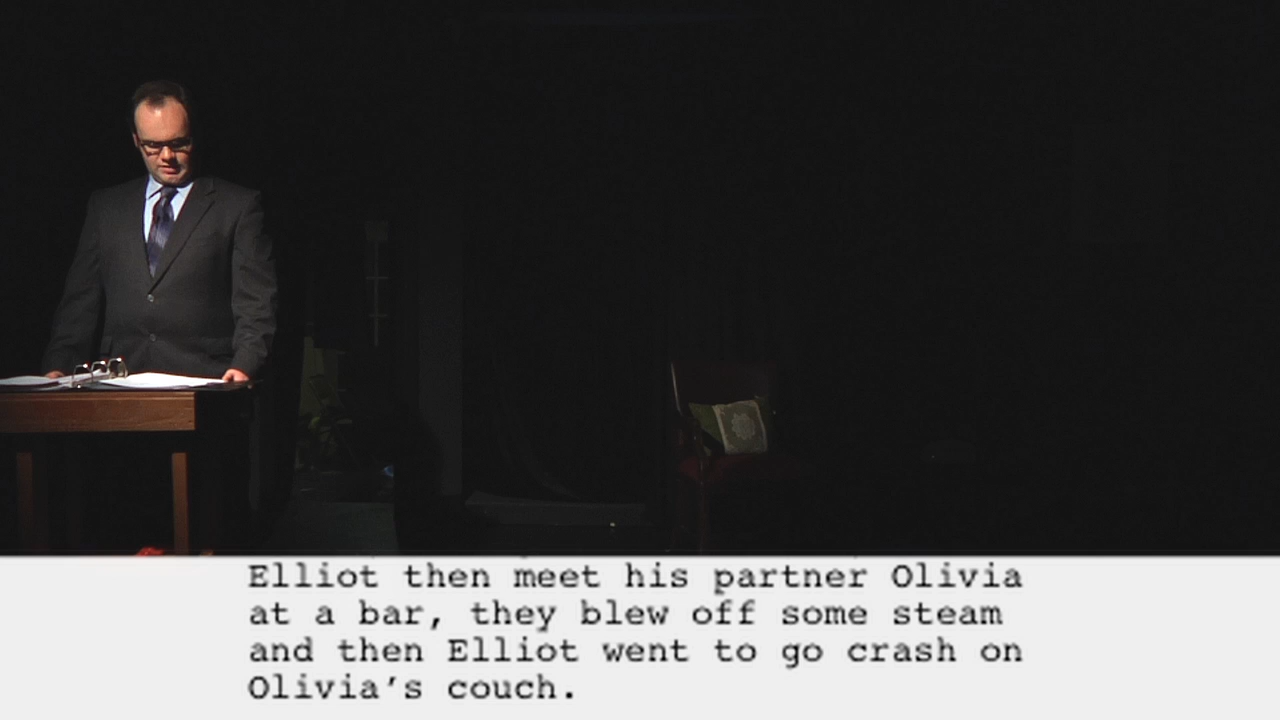 Elliot then meet his partner Olivia
at a bar, they blew off some steam
and then Elliot went to go crash on
Olivia's couch.